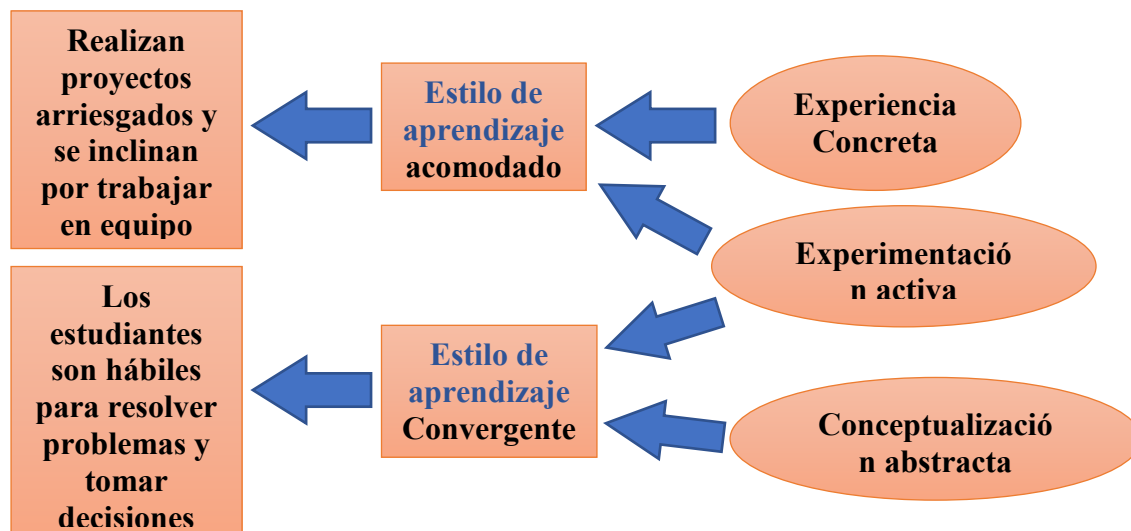 Realizan
proyectos
arriesgados y
se inclinan
por trabajar
en equipo
Estilo de
aprendizaje
acomodado
Experiencia
Concreta
Experimentació
n activa
Los
estudiantes
son hábiles
para resolver
problemas y
tomar
decisiones
Estilo de
aprendizaje
Convergente
Conceptualizació
n abstracta